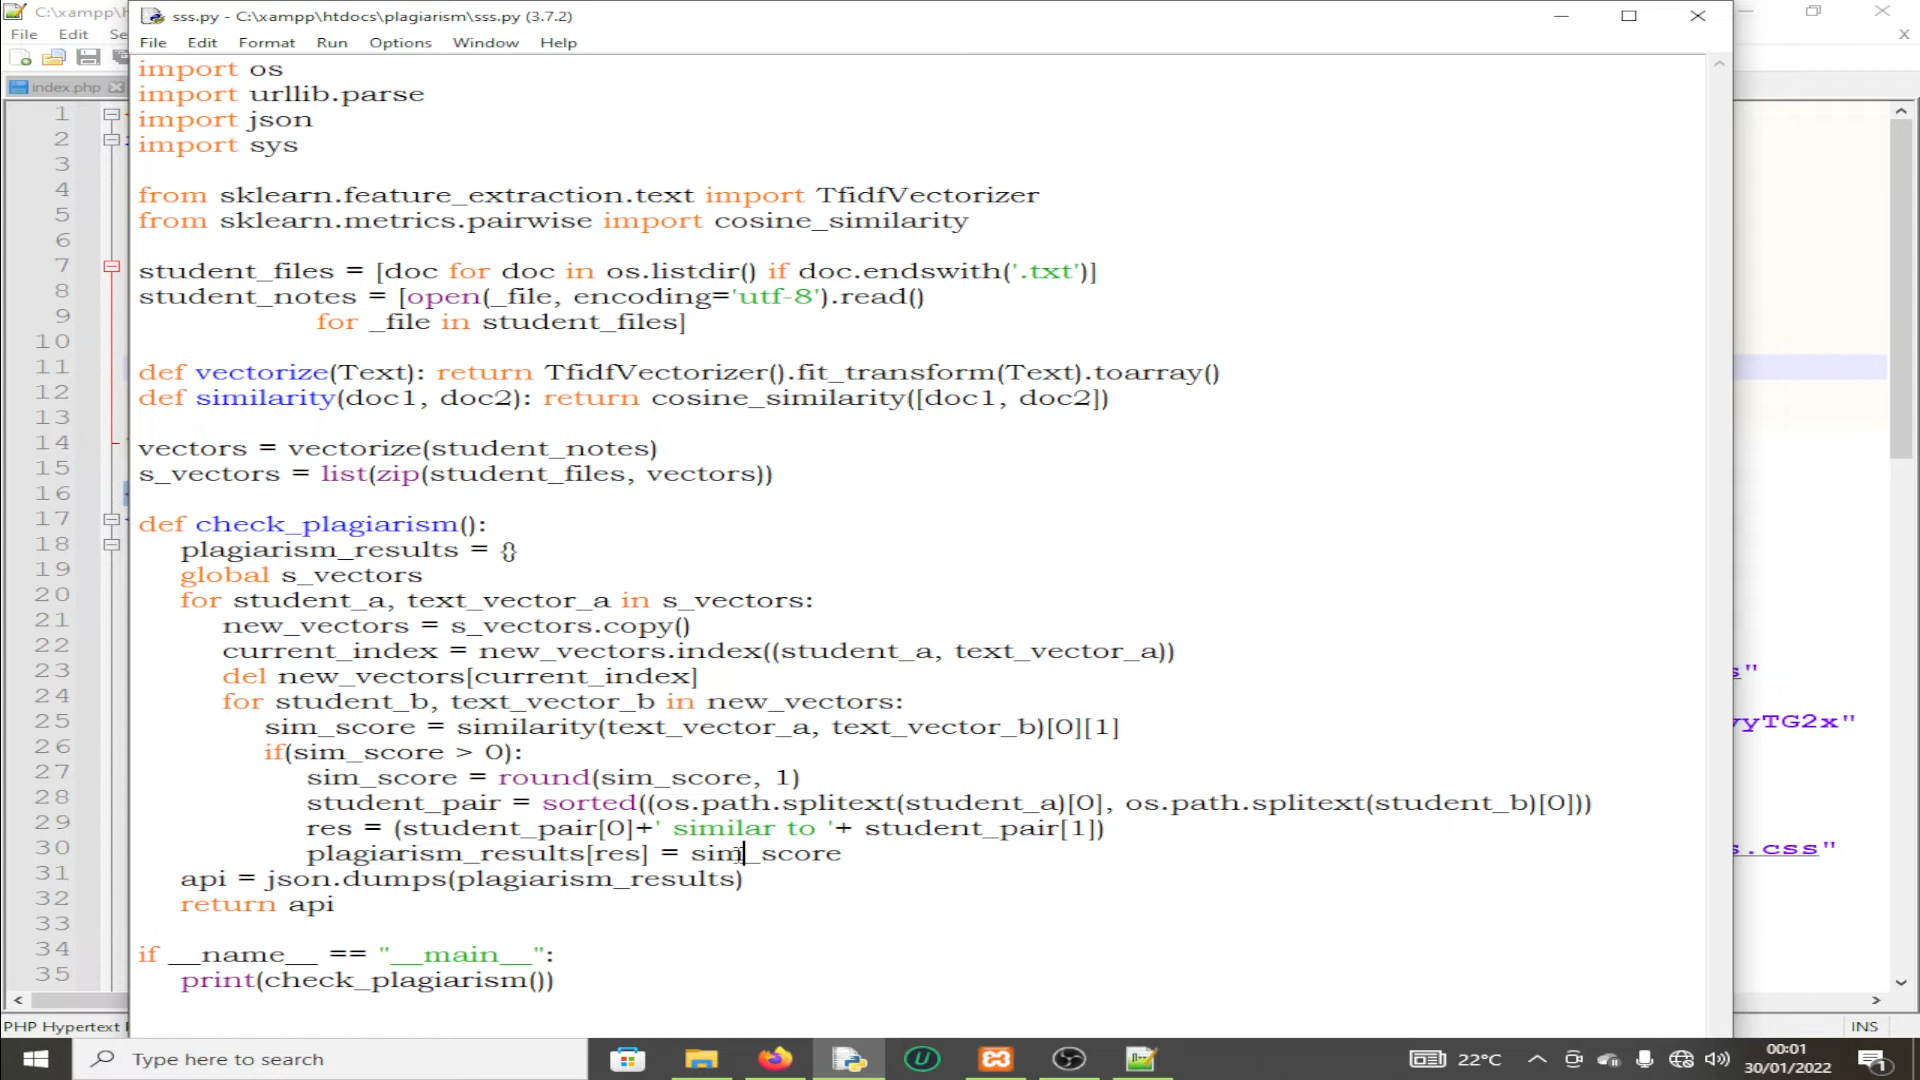 C:\xampp\h
sss.py - C:\xampp\htdocs\plagiarism\sss.py (3.7.2)
File Edit Se
File Edit Format Run Options Window Help
index.php
1
2
3
4
5
6
7
8
9
10
11
12
13
14
15
16
17
18
19
20
21
22
23
24
25
26
27
28
29
30
31
32
33
34
35
import os
import urllib.parse
import json
import sys
from sklearn.feature_extraction.text import TfidfVectorizer
from sklearn.metrics.pairwise import cosine_similarity
student_files = [doc for doc in os.listdir() if doc.endswith('.txt')]
student_notes = [open(_file, encoding='utf-8').read()
for _file in student_files]
def vectorize(Text): return TfidfVectorizer().fit_transform(Text).toarray()
def similarity(doc1, doc2): return cosine_similarity([doc1, doc2])
vectors = vectorize(student_notes)
s_vectors = list(zip(student_files, vectors))
def check_plagiarism():
plagiarism_results = {}
global s_vectors
for student_a, text_vector_a in s_vectors:
new_vectors = s_vectors.copy()
current_index = new_vectors.index((student_a, text_vector_a))
del new_vectors[current_index]
for student_b, text_vector_b in new_vectors:
sim_score = similarity(text_vector_a, text_vector_b)[0][1]
if(sim_score > 0):
sim_score = round(sim_score, 1)
student_pair = sorted((os.path.splitext(student_a)[0], os.path.splitext(student_b)[0]))
res = (student_pair[0]+' similar to '+ student_pair[1])
plagiarism_results[res] = sim_score
api = json.dumps(plagiarism_results)
return api
if __name__ == "__main__":
print(check_plagiarism())
s"
vyTG2x"
s.css"
PHP Hypertext
INS
Type here to search
22°C
00:01
30/01/2022
1